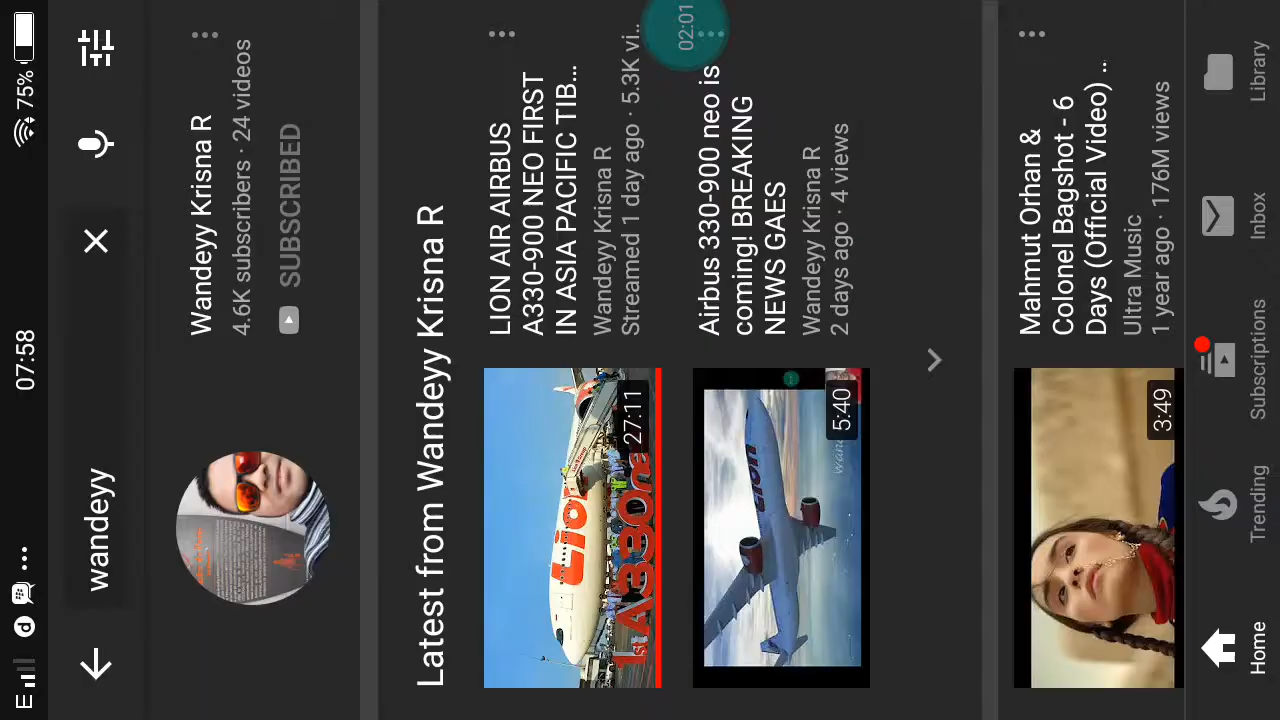 E
07:58
75%
wandeyy
Wandeyy Krisna R
4.6K subscribers · 24 videos
SUBSCRIBED
Latest from Wandeyy Krisna R
LION AIR AIRBUS
A330-900 NEO FIRST
IN ASIA PACIFIC TIB...
Wandeyy Krisna R
Streamed 1 day ago · 5.3K vi..
27:11
Lion
1st A330neo
02:01
Airbus 330-900 neo is
coming! BREAKING
NEWS GAES
Wandeyy Krisna R
2 days ago · 4 views
5:40
Lion
Mahmut Orhan &
Colonel Bagshot - 6
Days (Official Video) ..
Ultra Music
1 year ago · 176M views
3:49
Home
Trending
Subscriptions
Inbox
Library